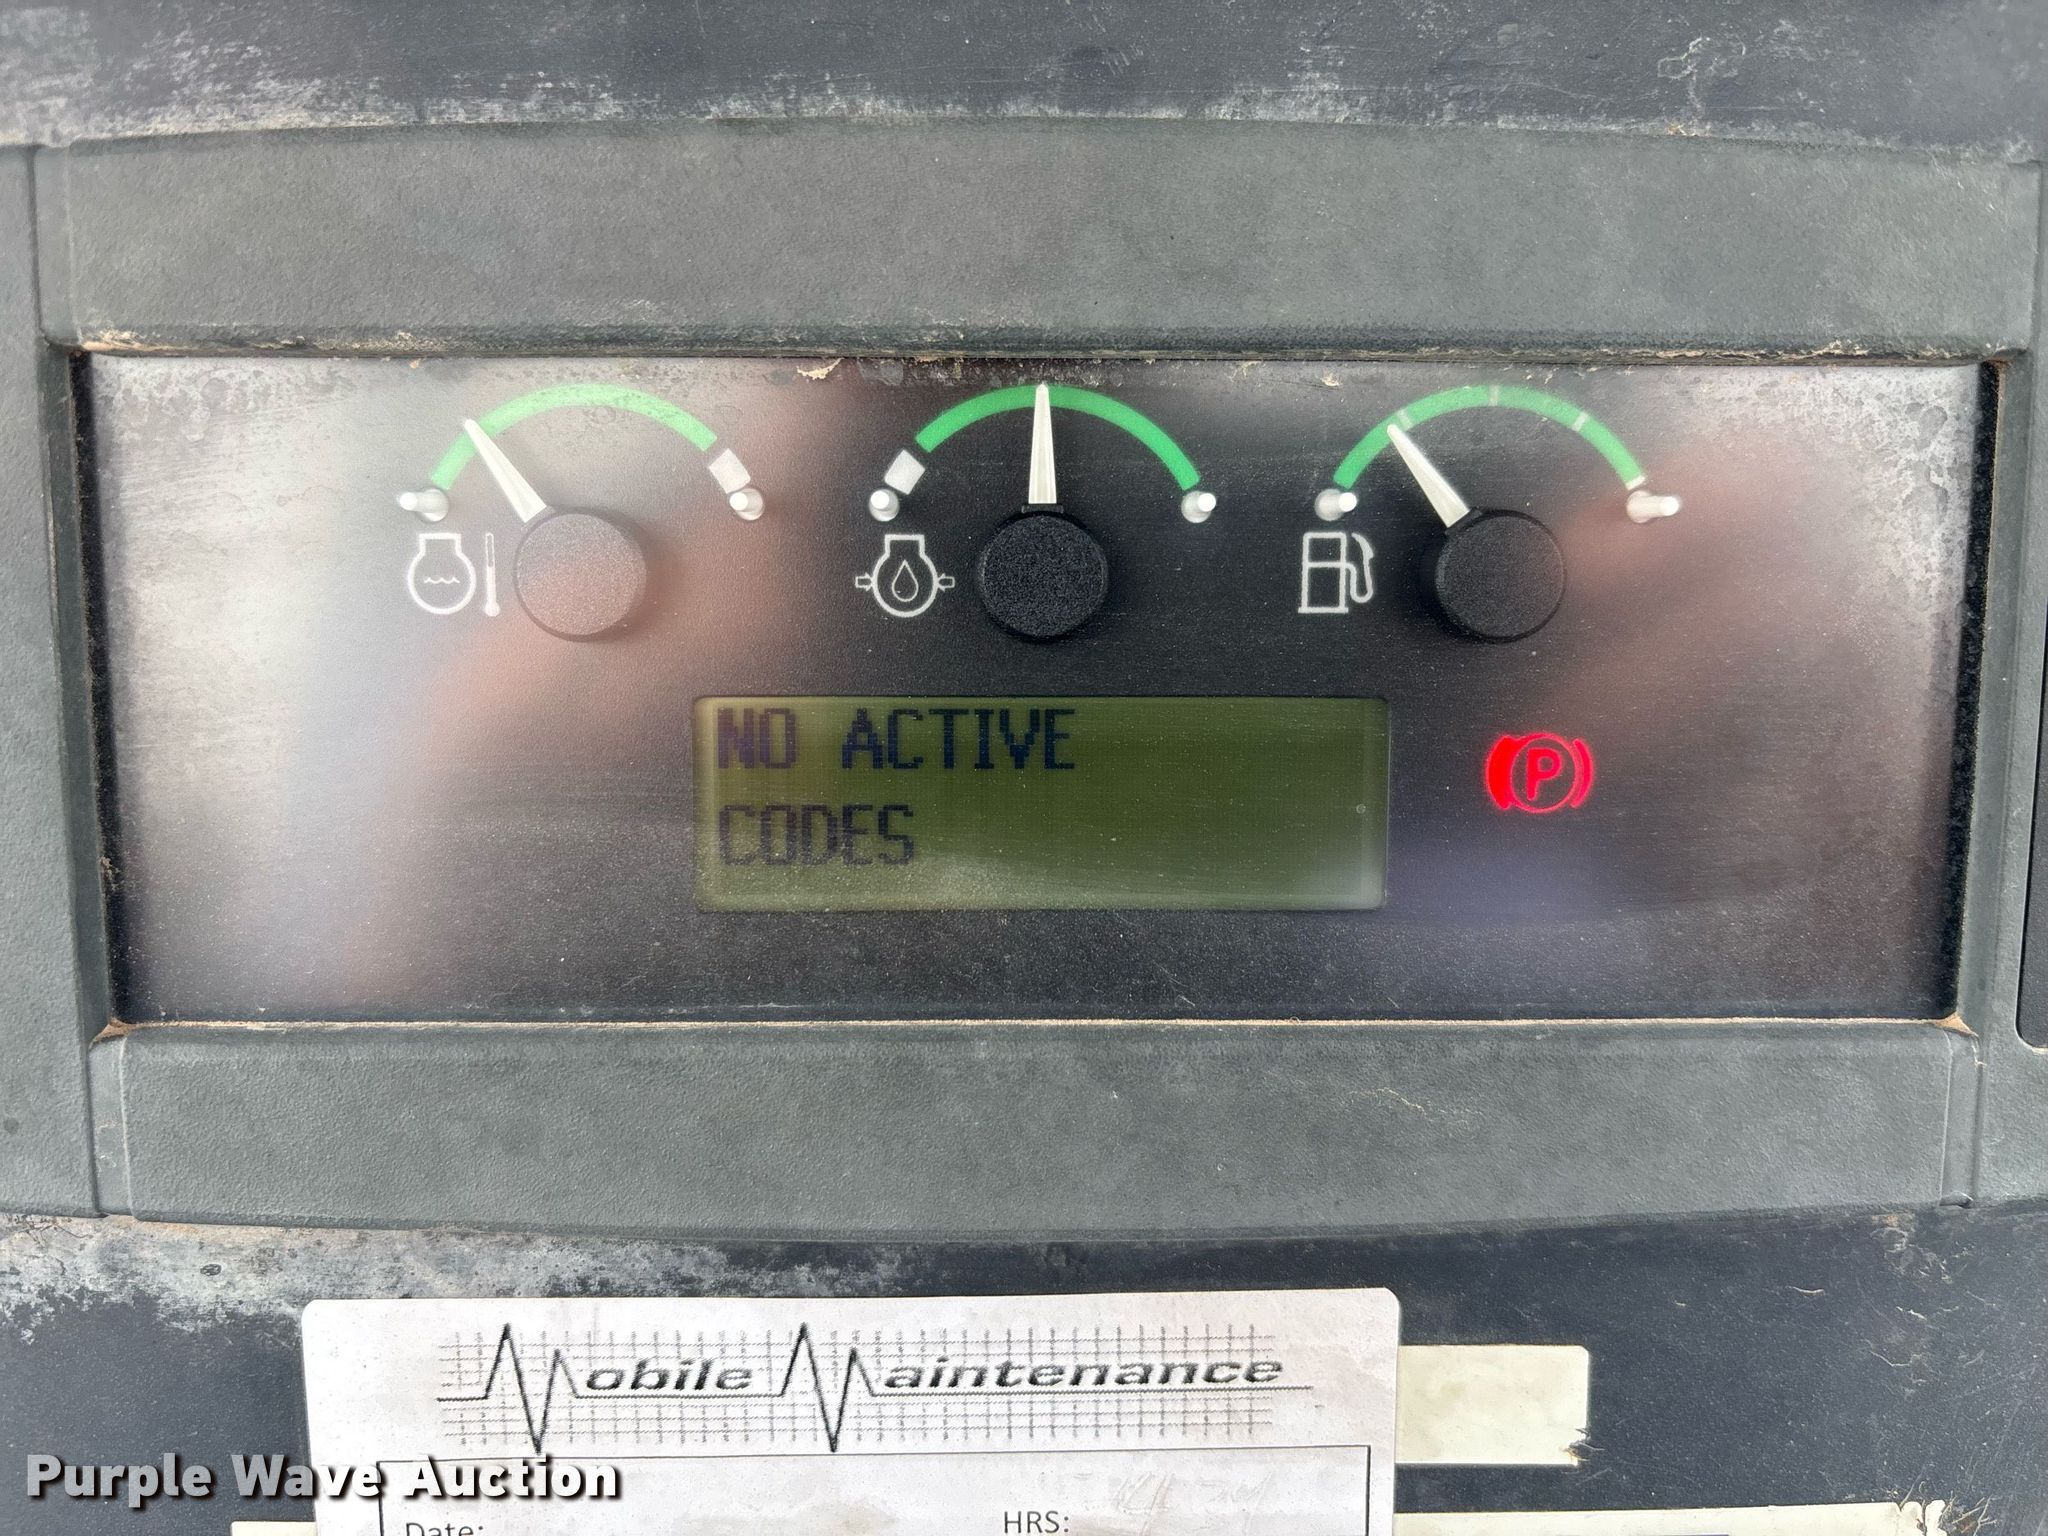 NO ACTIVE
CODES
P
Mobile Maintenance
Purple Wave Auction
Date:
HRS: